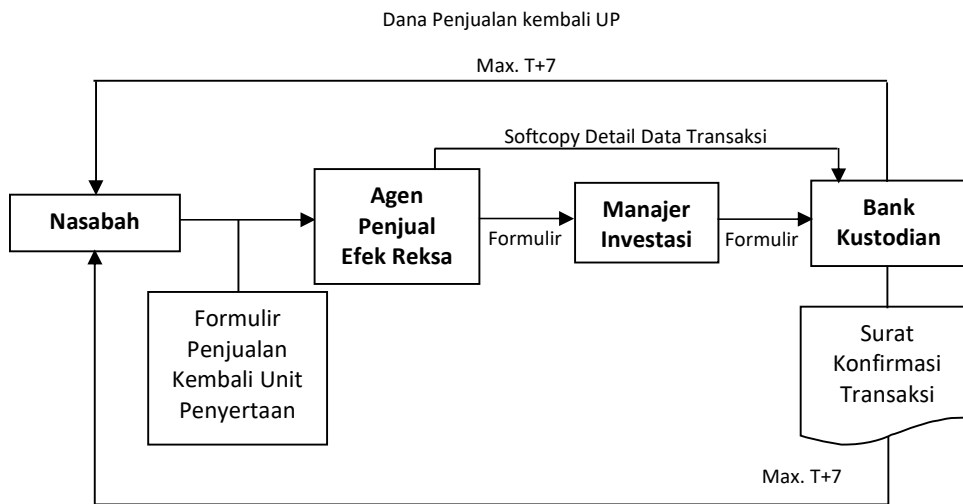 Dana Penjualan kembali UP
Max. T+7
Softcopy Detail Data Transaksi
Nasabah
Agen
Penjual
Efek Reksa
Formulir
Manajer
Investasi
Formulir
Bank
Kustodian
Formulir
Penjualan
Kembali Unit
Penyertaan
Surat
Konfirmasi
Transaksi
Max. T+7